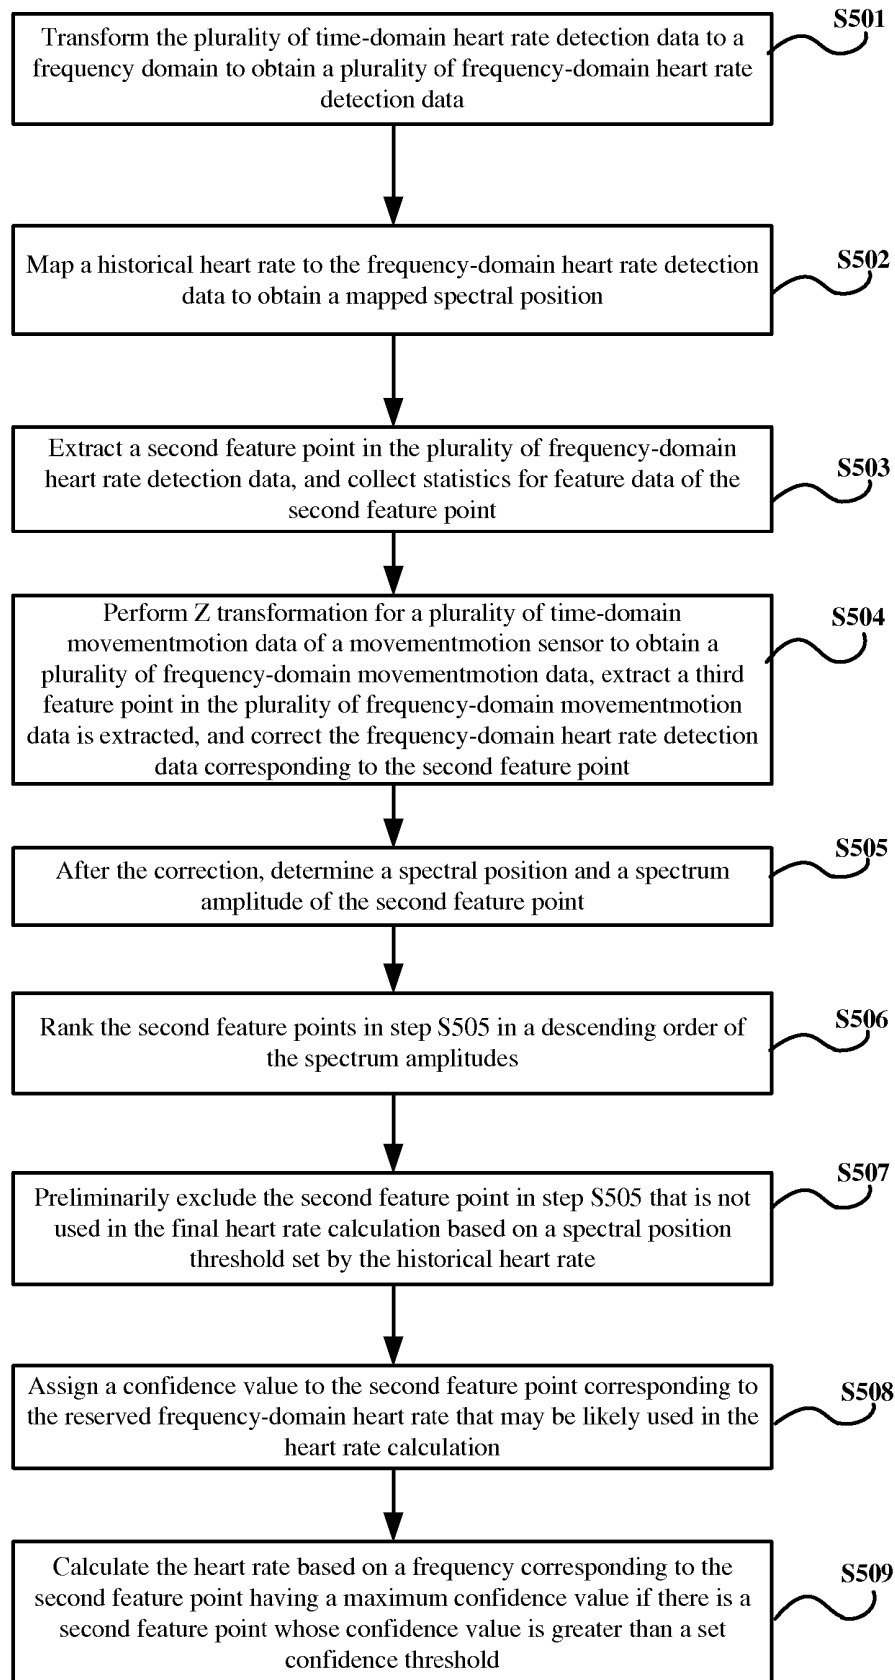 S501
Transform the plurality of time-domain heart rate detection data to a
frequency domain to obtain a plurality of frequency-domain heart rate
detection data
S502
Map a historical heart rate to the frequency-domain heart rate detection
data to obtain a mapped spectral position
S503
Extract a second feature point in the plurality of frequency-domain
heart rate detection data, and collect statistics for feature data of the
second feature point
S504
Perform Z transformation for a plurality of time-domain
movementmotion data of a movementmotion sensor to obtain a
plurality of frequency-domain movementmotion data, extract a third
feature point in the plurality of frequency-domain movementmotion
data is extracted, and correct the frequency-domain heart rate detection
data corresponding to the second feature point
S505
After the correction, determine a spectral position and a spectrum
amplitude of the second feature point
S506
Rank the second feature points in step S505 in a descending order of
the spectrum amplitudes
S507
Preliminarily exclude the second feature point in step S505 that is not
used in the final heart rate calculation based on a spectral position
threshold set by the historical heart rate
S508
Assign a confidence value to the second feature point corresponding to
the reserved frequency-domain heart rate that may be likely used in the
heart rate calculation
S509
Calculate the heart rate based on a frequency corresponding to the
second feature point having a maximum confidence value if there is a
second feature point whose confidence value is greater than a set
confidence threshold